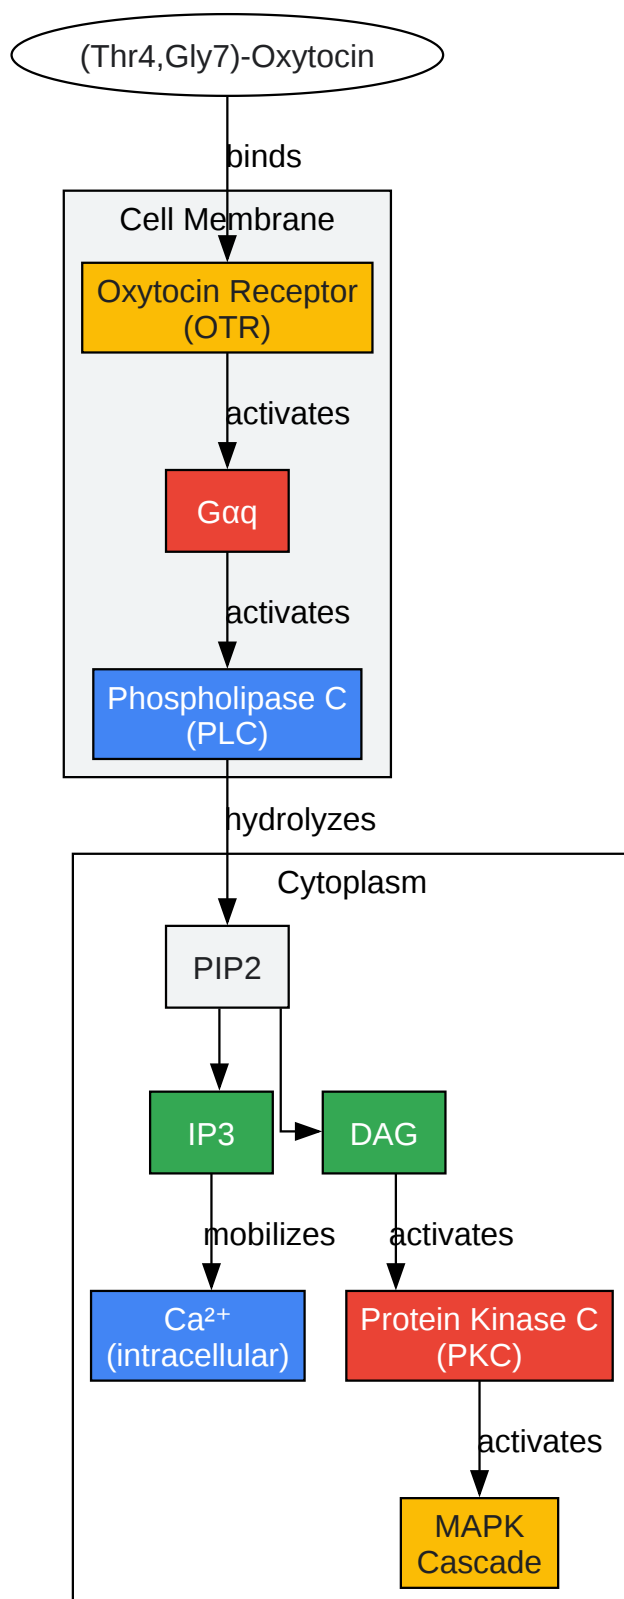 (Thr4,Gly7)-Oxytocin
binds
Cell Membrane
Oxytocin Receptor
(OTR)
activates
Gαq
activates
Phospholipase C
(PLC)
hydrolyzes
Cytoplasm
PIP2
IP3
DAG
mobilizes
activates
Ca²⁺
(intracellular)
Protein Kinase C
(PKC)
activates
MAPK
Cascade